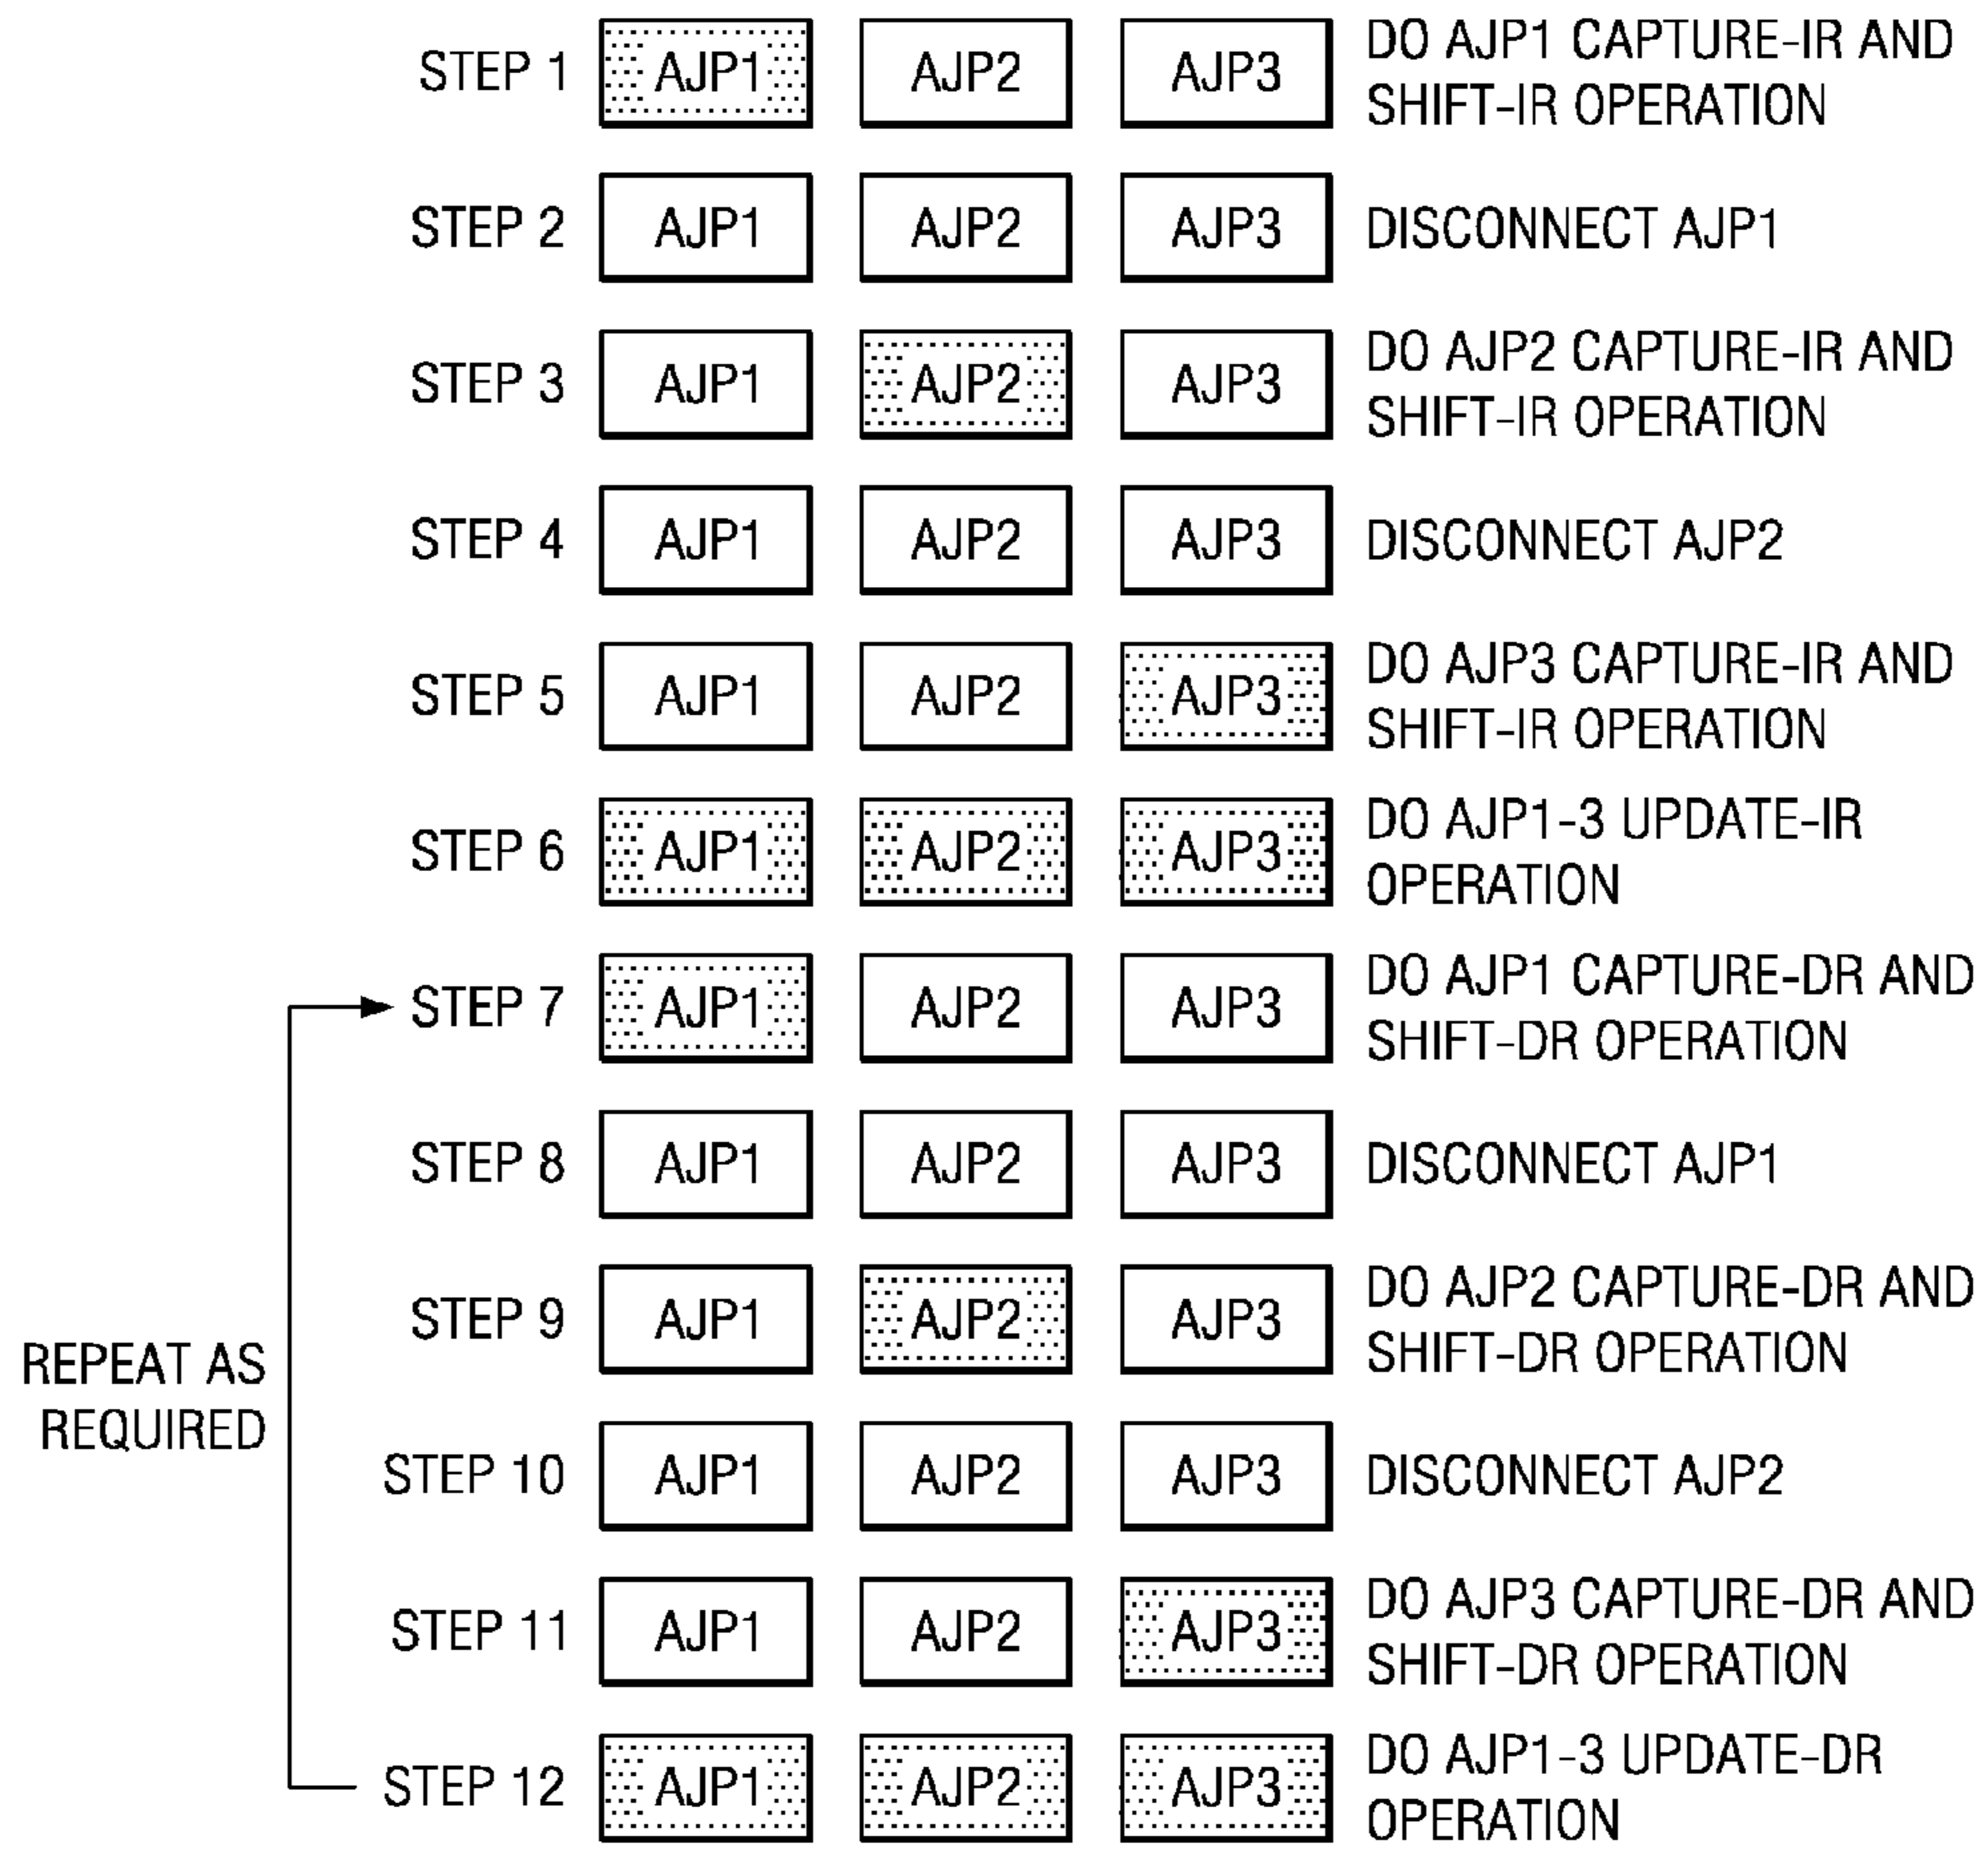 STEP 1 AJP1 AJP2 AJP3 DO AJP1 CAPTURE-IR AND
SHIFT-IR OPERATION
STEP 2 AJP1 AJP2 AJP3 DISCONNECT AJP1
STEP 3 AJP1 AJP2 AJP3 DO AJP2 CAPTURE-IR AND
SHIFT-IR OPERATION
STEP 4 AJP1 AJP2 AJP3 DISCONNECT AJP2
STEP 5 AJP1 AJP2 AJP3 DO AJP3 CAPTURE-IR AND
SHIFT-IR OPERATION
STEP 6 AJP1 AJP2 AJP3 DO AJP1-3 UPDATE-IR
OPERATION
STEP 7 AJP1 AJP2 AJP3 DO AJP1 CAPTURE-DR AND
SHIFT-DR OPERATION
STEP 8 AJP1 AJP2 AJP3 DISCONNECT AJP1
STEP 9 AJP1 AJP2 AJP3 DO AJP2 CAPTURE-DR AND
SHIFT-DR OPERATION
REPEAT AS
REQUIRED
STEP 10 AJP1 AJP2 AJP3 DISCONNECT AJP2
STEP 11 AJP1 AJP2 AJP3 DO AJP3 CAPTURE-DR AND
SHIFT-DR OPERATION
STEP 12 AJP1 AJP2 AJP3 DO AJP1-3 UPDATE-DR
OPERATION